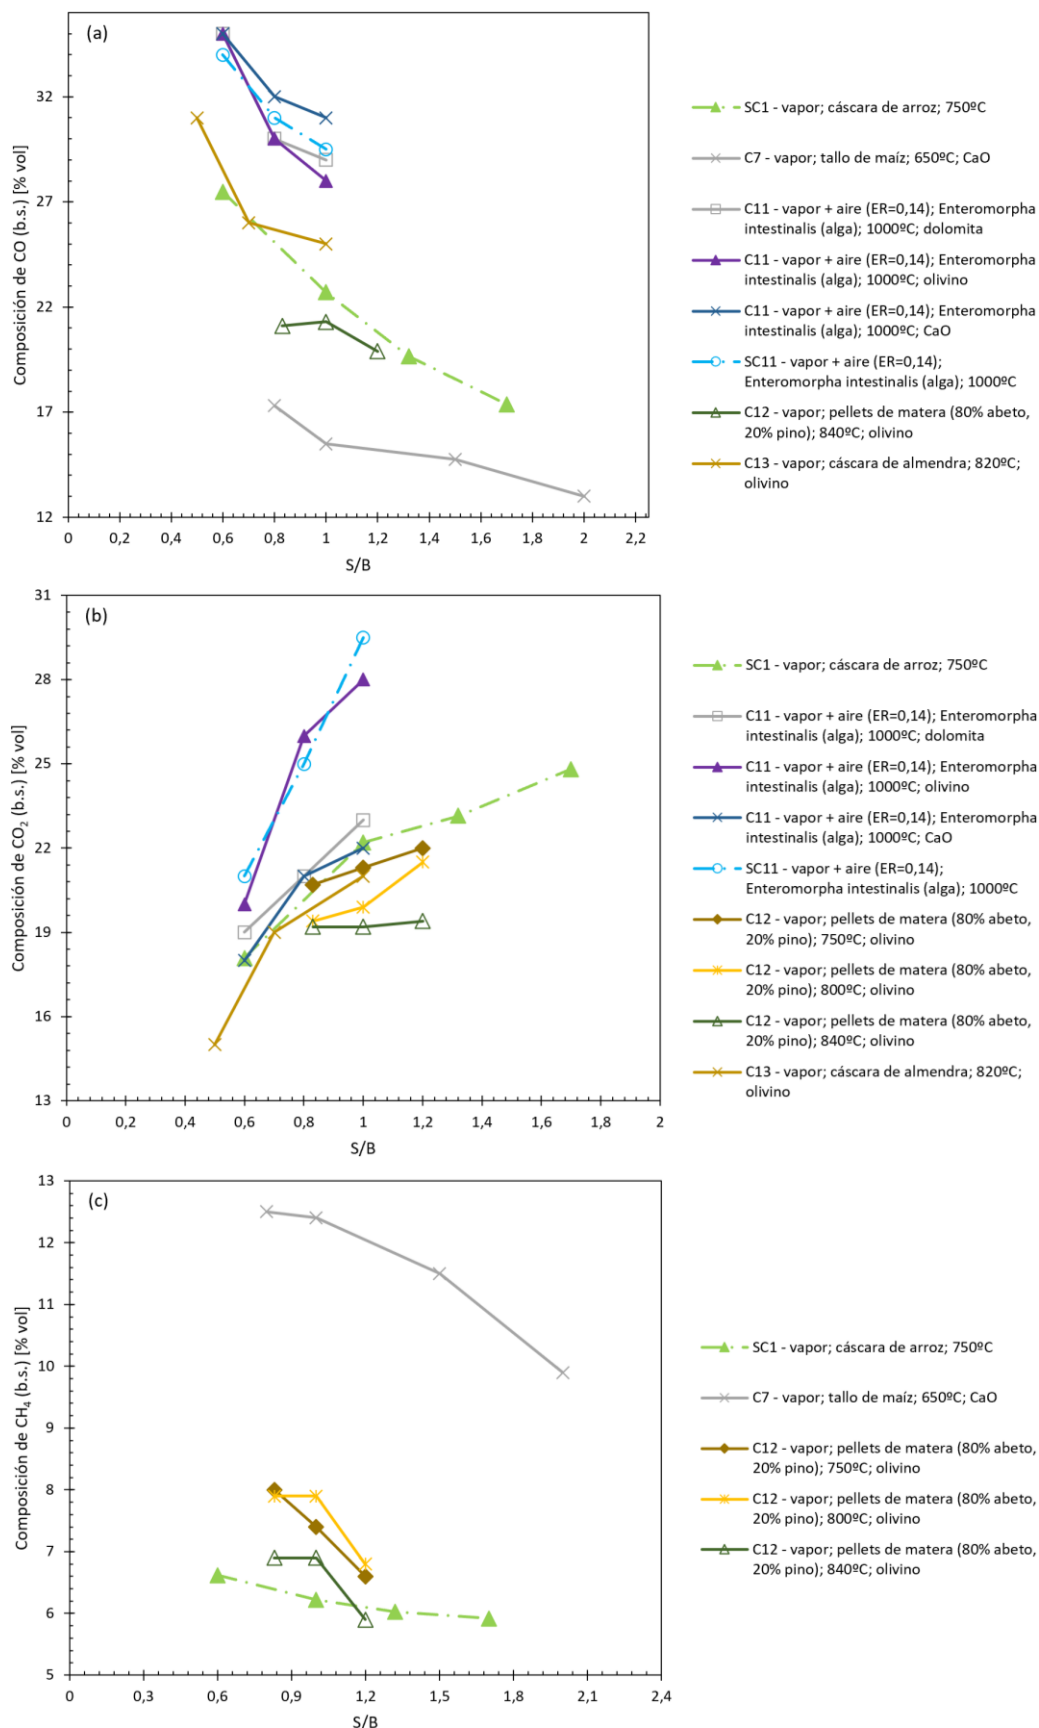 (a)
Composición de CO (b.s.) [% vol]
32
27
22
17
12
0 0,2 0,4 0,6 0,8 1 1,2 1,4 1,6 1,8 2 2,2
S/B
SC1 - vapor; cáscara de arroz; 750ºC
C7 - vapor; tallo de maíz; 650ºC; CaO
C11 - vapor + aire (ER=0,14); Enteromorpha
intestinalis (alga); 1000ºC; dolomita
C11 - vapor + aire (ER=0,14); Enteromorpha
intestinalis (alga); 1000ºC; olivino
C11 - vapor + aire (ER=0,14); Enteromorpha
intestinalis (alga); 1000ºC; CaO
SC11 - vapor + aire (ER=0,14);
Enteromorpha intestinalis (alga); 1000ºC
C12 - vapor; pellets de matera (80% abeto,
20% pino); 840ºC; olivino
C13 - vapor; cáscara de almendra; 820ºC;
olivino
(b)
Composición de CO2 (b.s.) [% vol]
31
28
25
22
19
16
13
0 0,2 0,4 0,6 0,8 1 1,2 1,4 1,6 1,8 2
S/B
SC1 - vapor; cáscara de arroz; 750ºC
C11 - vapor + aire (ER=0,14); Enteromorpha
intestinalis (alga); 1000ºC; dolomita
C11 - vapor + aire (ER=0,14); Enteromorpha
intestinalis (alga); 1000ºC; olivino
C11 - vapor + aire (ER=0,14); Enteromorpha
intestinalis (alga); 1000ºC; CaO
SC11 - vapor + aire (ER=0,14);
Enteromorpha intestinalis (alga); 1000ºC
C12 - vapor; pellets de matera (80% abeto,
20% pino); 750ºC; olivino
C12 - vapor; pellets de matera (80% abeto,
20% pino); 800ºC; olivino
C12 - vapor; pellets de matera (80% abeto,
20% pino); 840ºC; olivino
C13 - vapor; cáscara de almendra; 820ºC;
olivino
(c)
Composición de CH4 (b.s.) [% vol]
13
12
11
10
9
8
7
6
5
0 0,3 0,6 0,9 1,2 1,5 1,8 2,1 2,4
S/B
SC1 - vapor; cáscara de arroz; 750ºC
C7 - vapor; tallo de maíz; 650ºC; CaO
C12 - vapor; pellets de matera (80% abeto,
20% pino); 750ºC; olivino
C12 - vapor; pellets de matera (80% abeto,
20% pino); 800ºC; olivino
C12 - vapor; pellets de matera (80% abeto,
20% pino); 840ºC; olivino